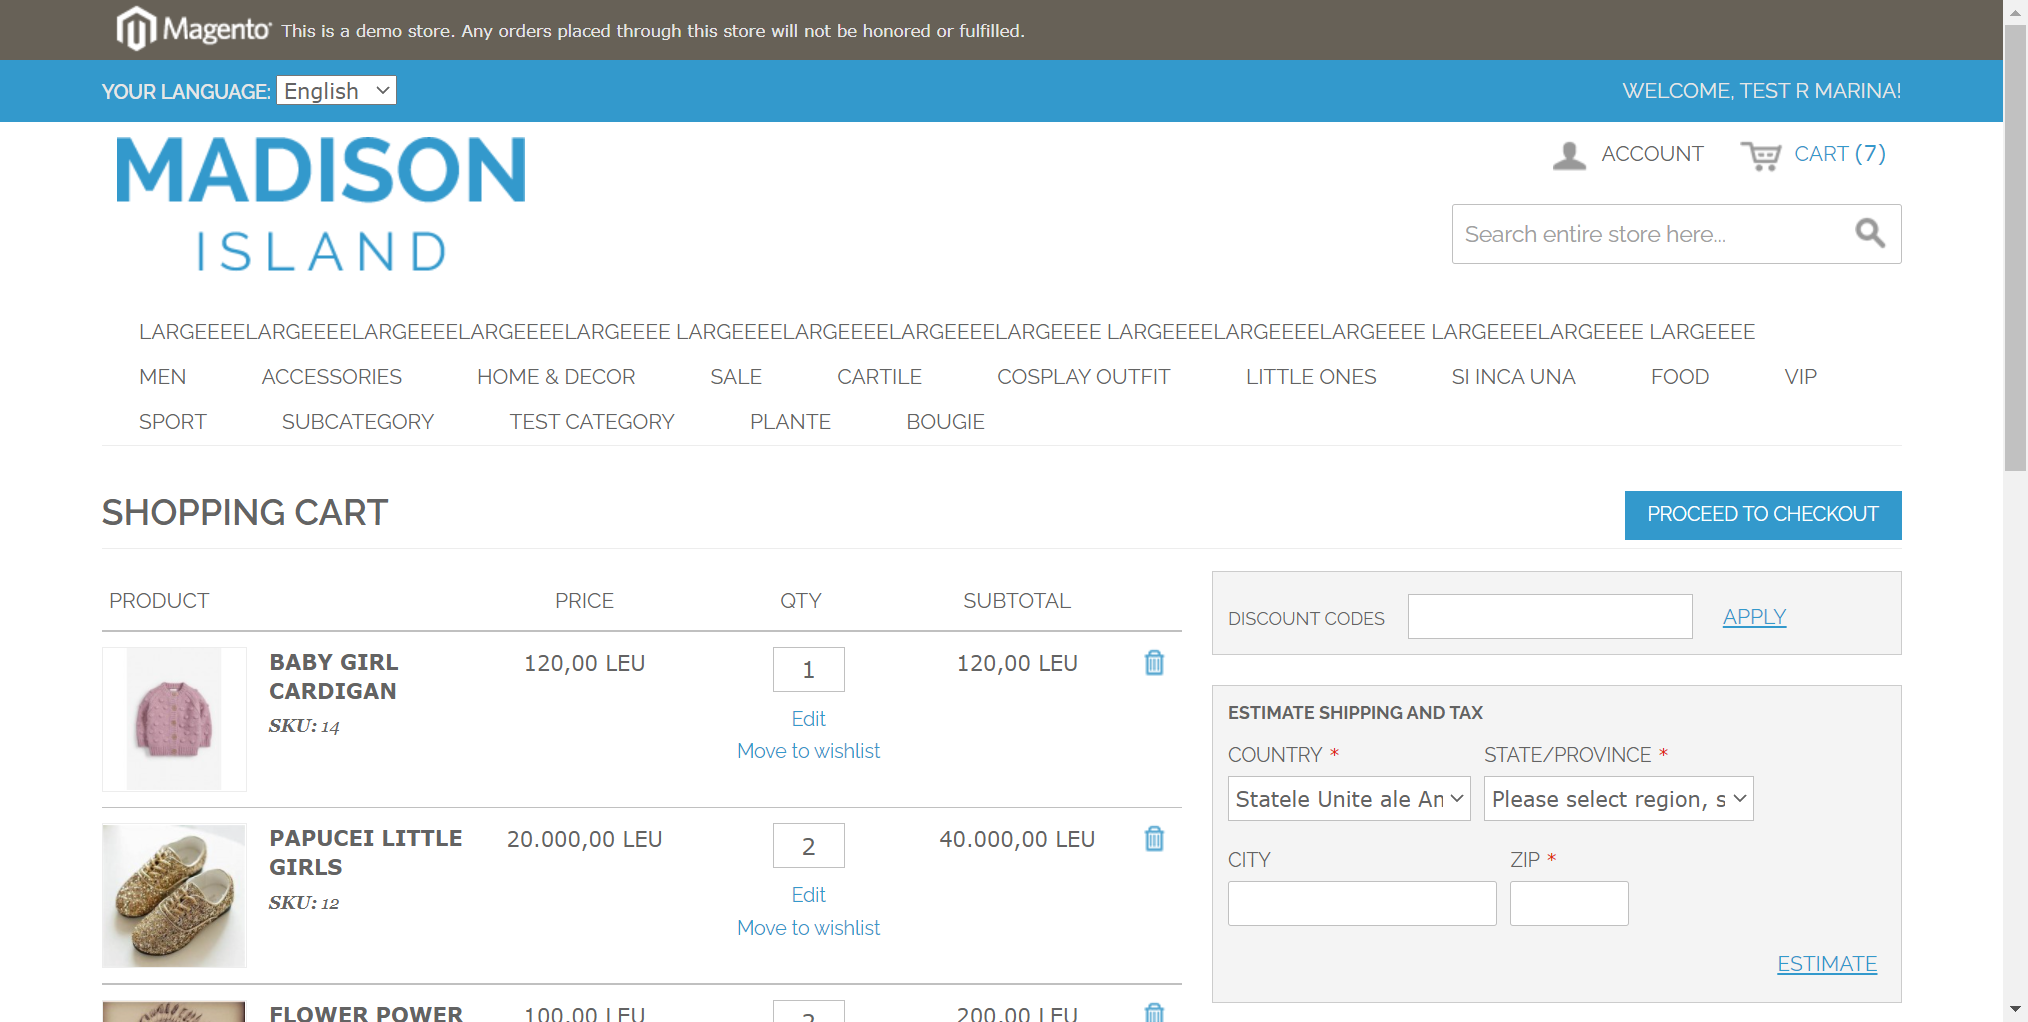 Magento This is a demo store. Any orders placed through this store will not be honored or fulfilled.
YOUR LANGUAGE: English
WELCOME, TEST R MARINA!
MADISON
ISLAND
ACCOUNT
CART (7)
Search entire store here...
LARGEEEELARGEEEELARGEEEELARGEEEELARGEEEE LARGEEEELARGEEEELARGEEEELARGEEEE LARGEEEELARGEEEELARGEEEE LARGEEEELARGEEEE LARGEEEE
MEN ACCESSORIES HOME & DECOR SALE CARTILE COSPLAY OUTFIT LITTLE ONES SI INCA UNA FOOD VIP
SPORT SUBCATEGORY TEST CATEGORY PLANTE BOUGIE
SHOPPING CART
PROCEED TO CHECKOUT
PRODUCT PRICE QTY SUBTOTAL
BABY GIRL
CARDIGAN
SKU: 14
120,00 LEU
1
Edit
Move to wishlist
120,00 LEU
PAPUCEI LITTLE
GIRLS
SKU: 12
20.000,00 LEU
2
Edit
Move to wishlist
40.000,00 LEU
FLOWER POWER
100,00 LEU
2
200,00 LEU
DISCOUNT CODES
APPLY
ESTIMATE SHIPPING AND TAX
COUNTRY *
STATE/PROVINCE *
Statele Unite ale Am
Please select region, s
CITY
ZIP *
ESTIMATE